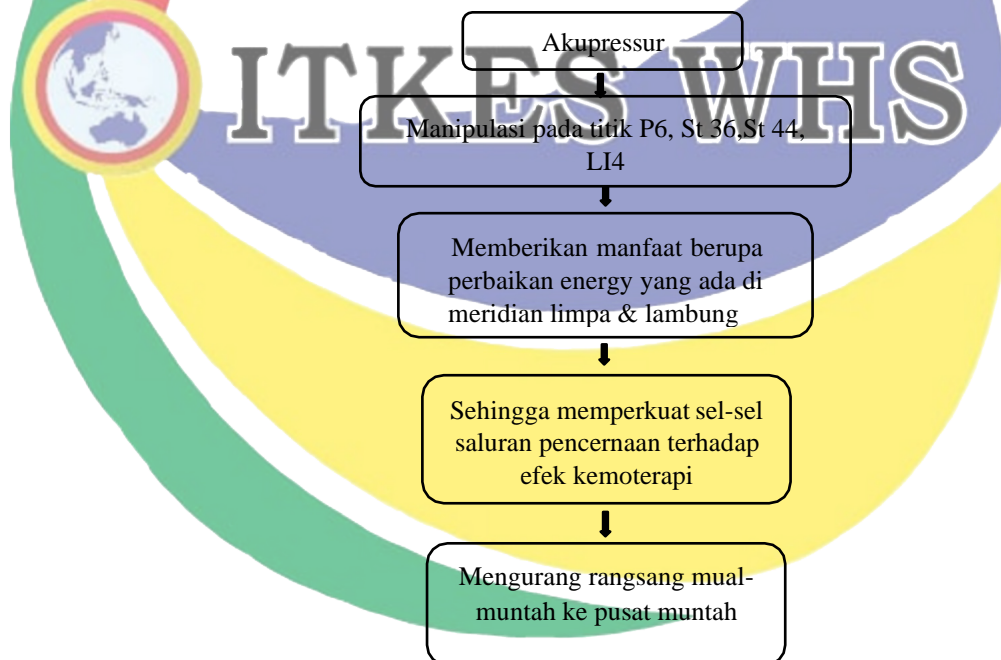 ITKES WHS
Akupressur
Manipulasi pada titik P6, St 36,St 44,
LI4
Memberikan manfaat berupa
perbaikan energy yang ada di
meridian limpa & lambung
Sehingga memperkuat sel-sel
saluran pencernaan terhadap
efek kemoterapi
Mengurang rangsang mual-
muntah ke pusat muntah